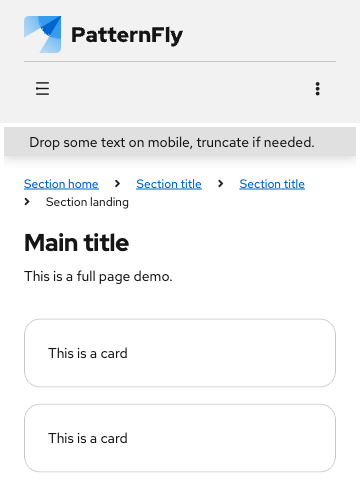 PatternFly
Drop some text on mobile, truncate if needed.
Section home Section title Section title
Section landing
Main title
This is a full page demo.
This is a card
This is a card